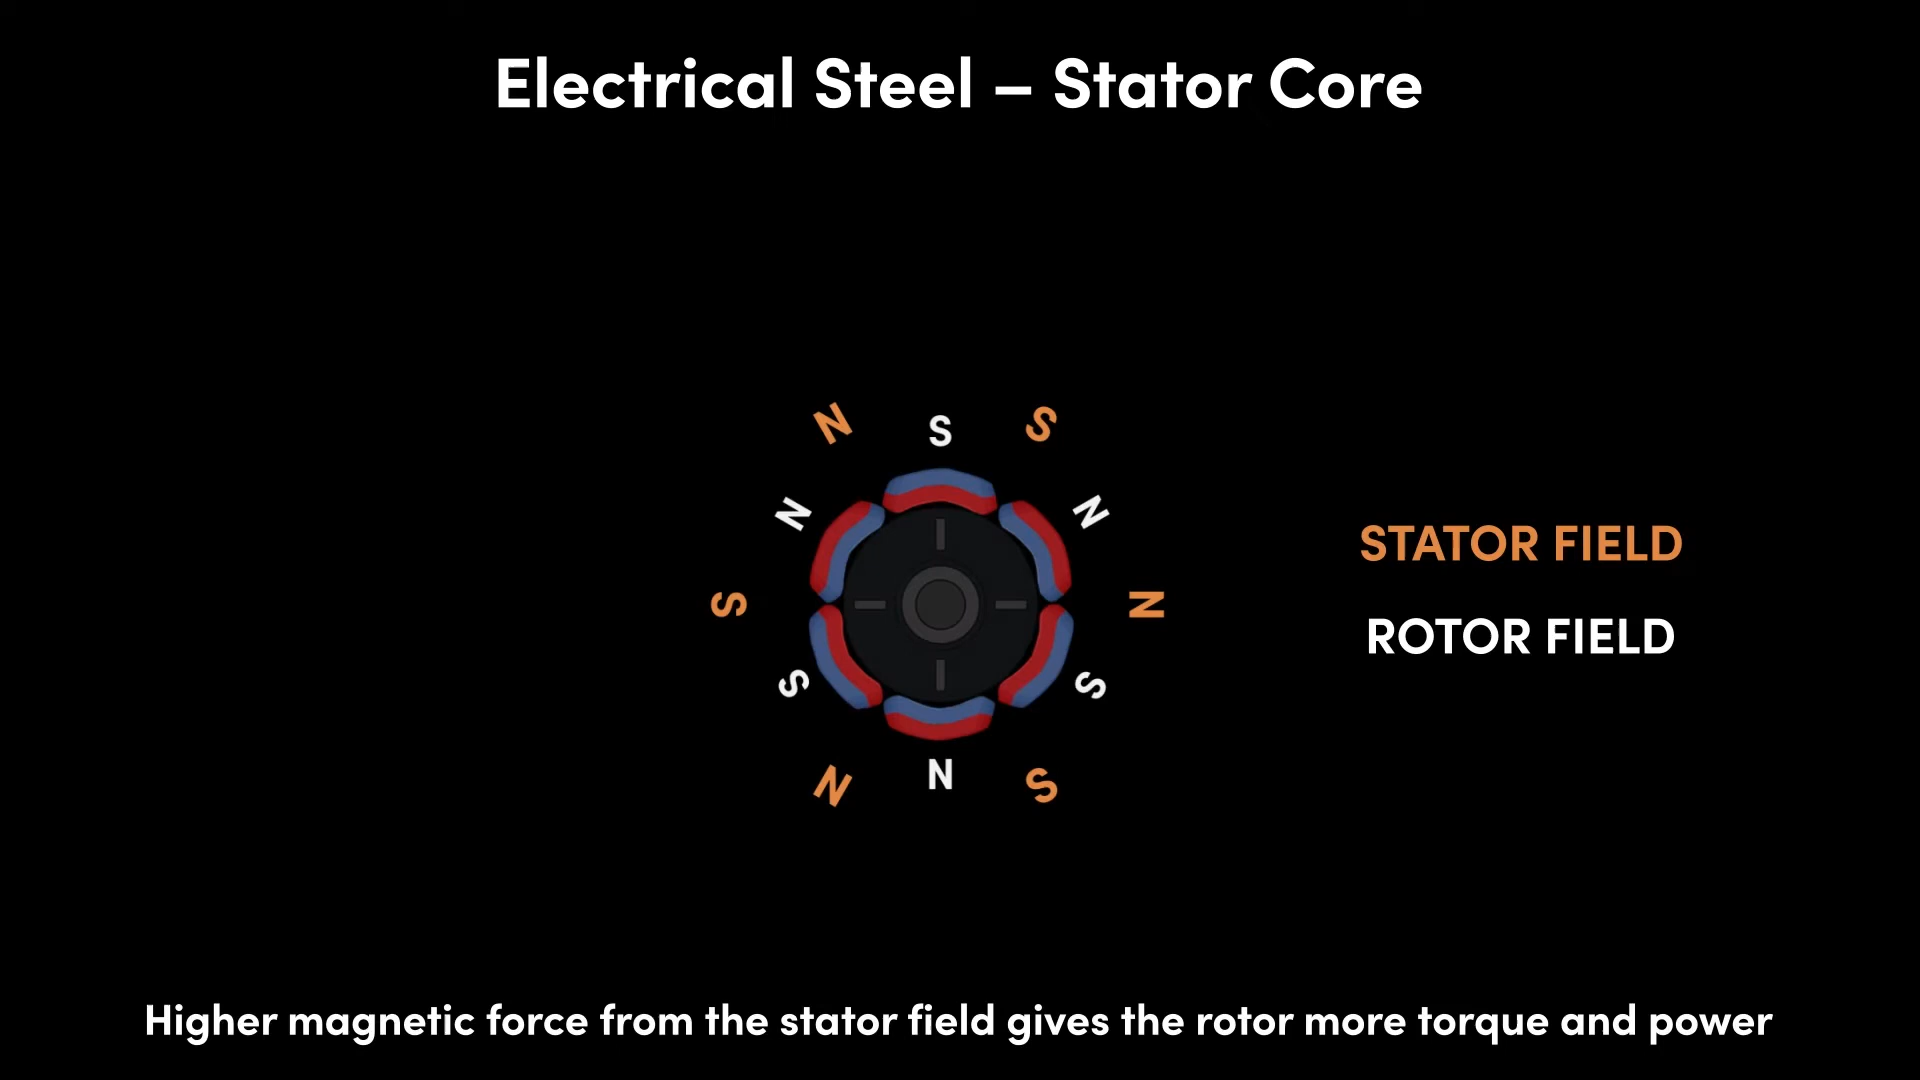 Electrical Steel – Stator Core
N S S
N N
S N
S S
N N S
STATOR FIELD
ROTOR FIELD
Higher magnetic force from the stator field gives the rotor more torque and power